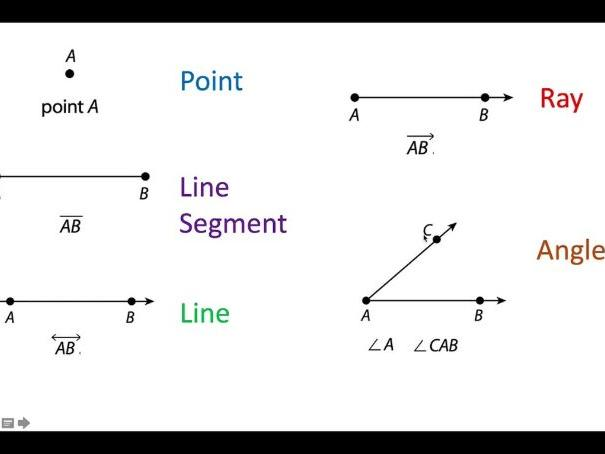 A
point A
Point
A
B
AB
Line
Segment
A
B
AB.
Line
A
B
AB.
Ray
C
A
B
∠A ∠CAB
Angle